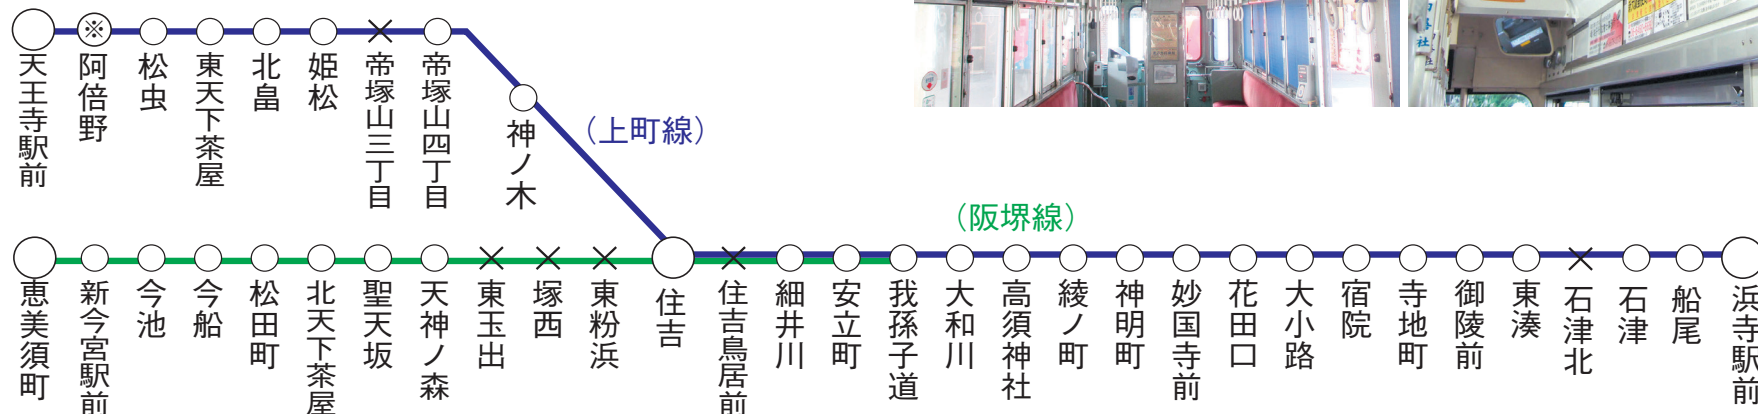 天王寺駅前
※
阿倍野
松虫
東天下茶屋
北畠
姫松
帝塚山三丁目
帝塚山四丁目
神ノ木
（上町線）
（阪堺線）
恵美須町
新今宮駅前
今池
今船
松田町
北天下茶屋
聖天坂
天神ノ森
東玉出
塚西
東粉浜
住吉
住吉鳥居前
細井川
安立町
我孫子道
大和川
高須神社
綾ノ町
神明町
妙国寺前
花田口
大小路
宿院
寺地町
御陵前
東湊
石津北
石津
船尾
浜寺駅前